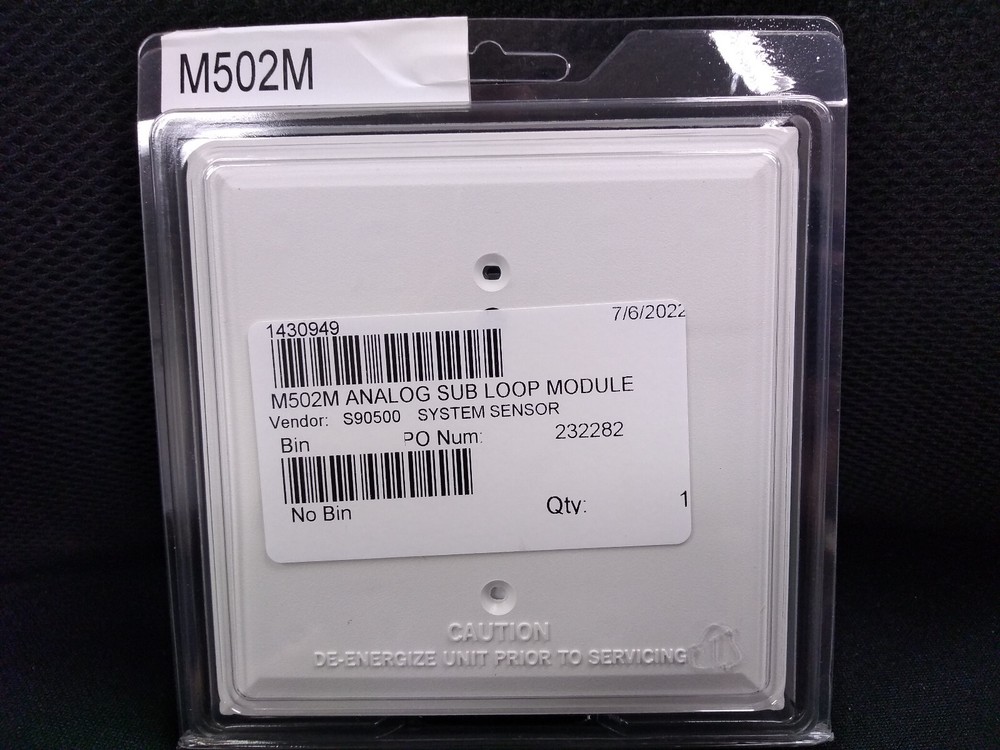 M502M
1430949 7/6/2022
M502M ANALOG SUB LOOP MODULE
Vendor: S90500 SYSTEM SENSOR
Bin PO Num: 232282
No Bin Qty: 1
CAUTION
DE-ENERGIZE UNIT PRIOR TO SERVICING